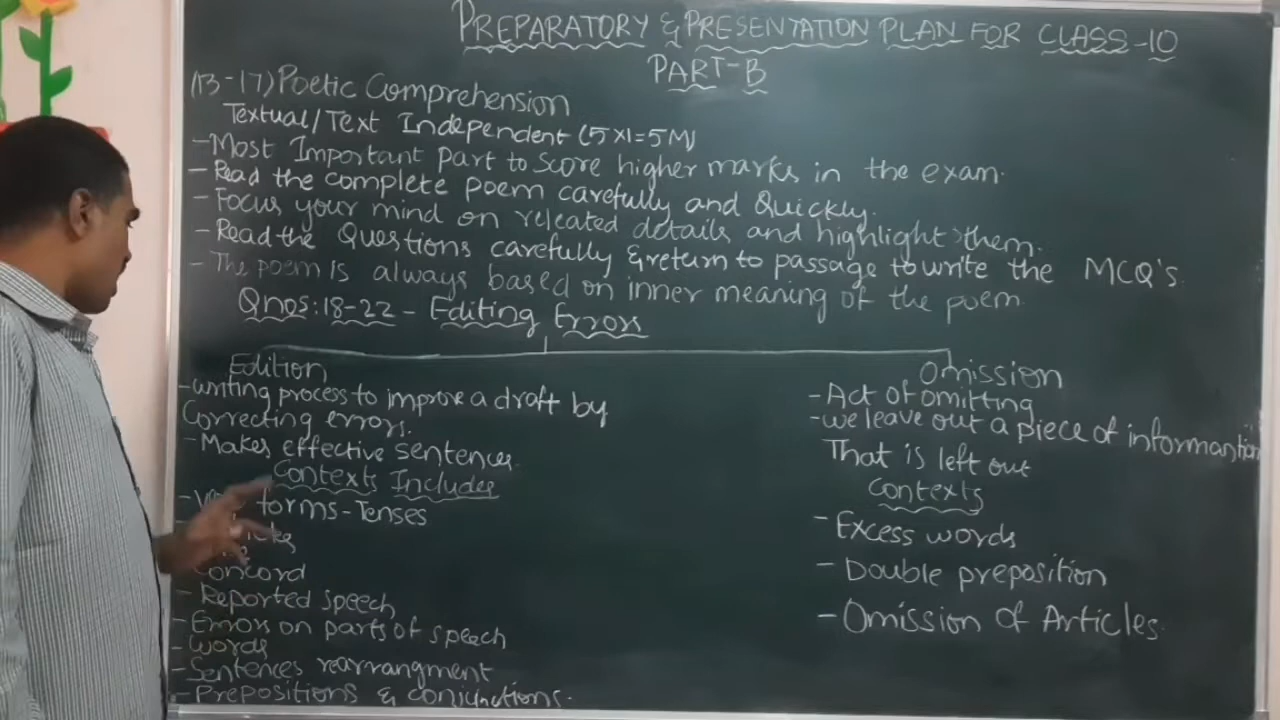 PREPARATORY & PRESENTATION PLAN FOR CLASS-10
PART-B
(13-17) Poetic Comprehension
Textual/Text Independent (5X1=5M)
-Most Important part to score higher marks in the exam.
-Read the complete poem carefully and Quickly.
-Focus your mind on releated details and highlight them.
-Read the Questions carefully & return to passage to write the MCQ's
-The poem is always based on inner meaning of the poem.
Qnos:18-22 - Editing Errors
Edition
-writing process to improve a draft by
Correcting errors.
-Makes effective sentences.
Contexts Includes
- forms-Tenses
Concord
- Reported speech
-Errors on parts of speech
-words
-Sentences rearrangment
-Prepositions & conjunctions.
Omission
-Act of omitting
-we leave out a piece of informantion
That is left out
Contexts
-Excess words
-Double preposition
-Omission of Articles.